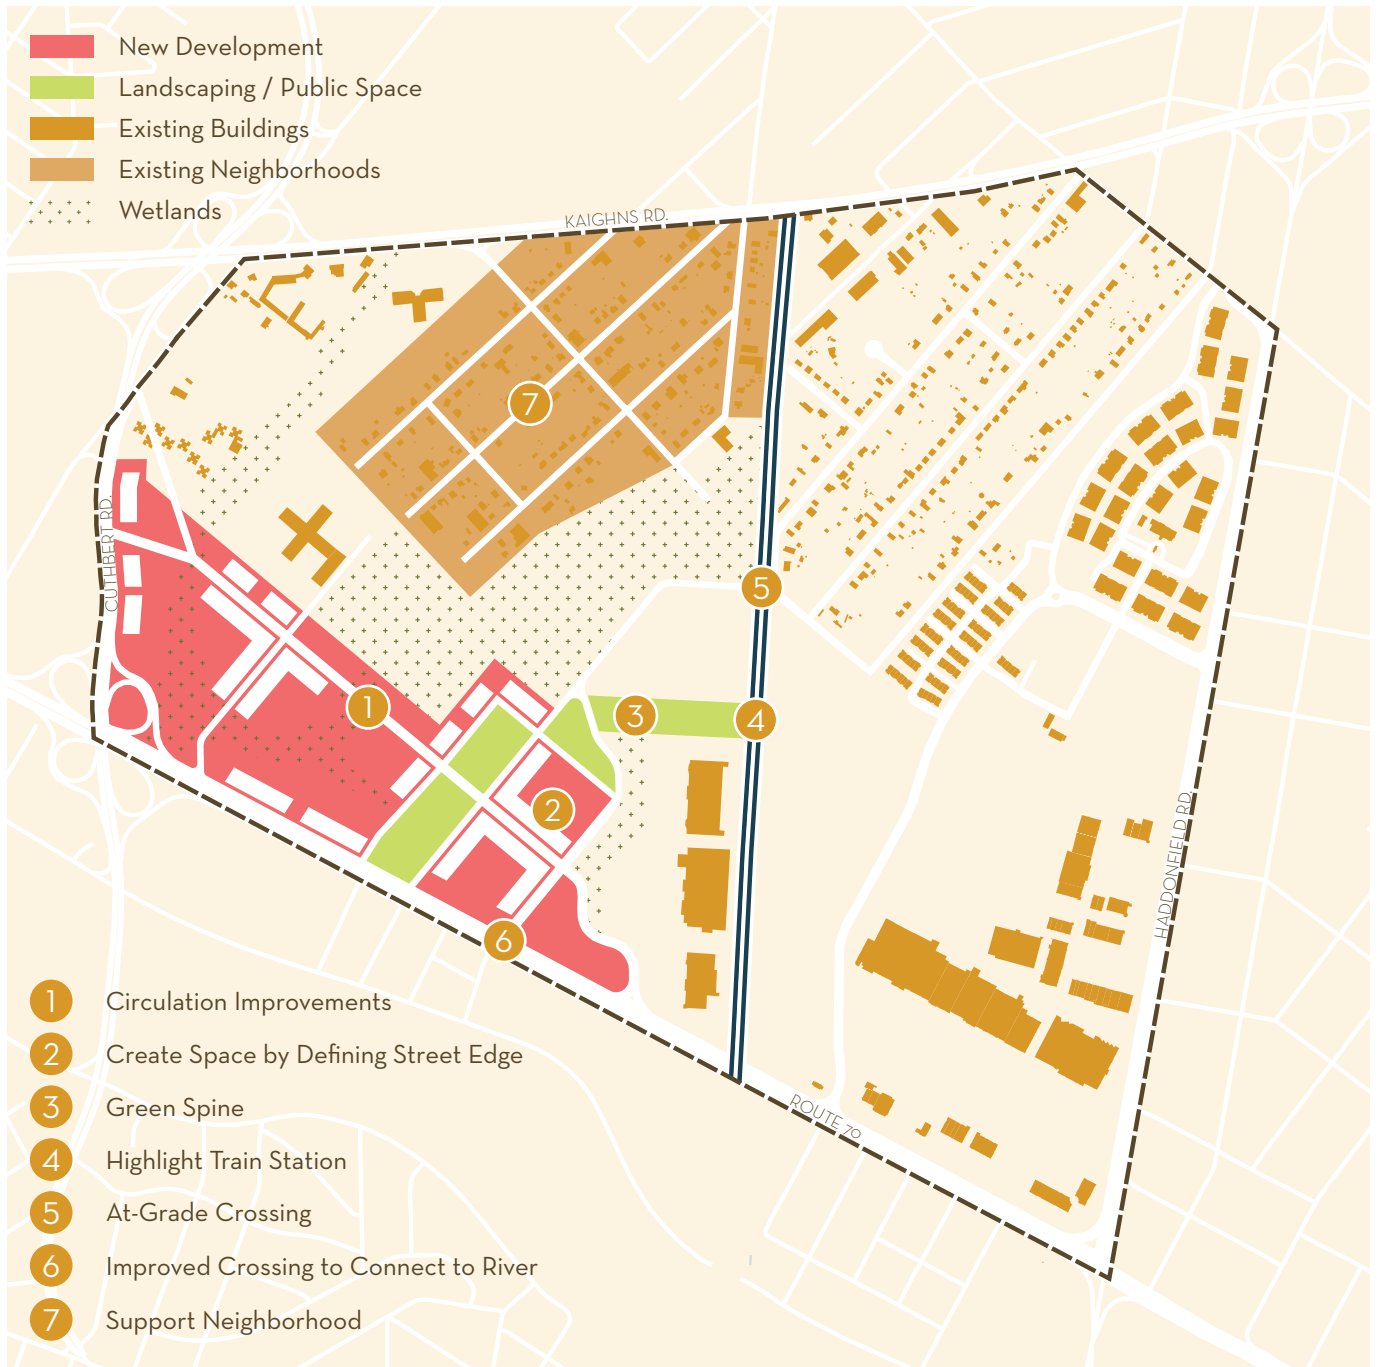 New Development
Landscaping / Public Space
Existing Buildings
Existing Neighborhoods
Wetlands
KAIGHNS RD.
7
CUTHBERT RD.
5
1
3
4
2
HADDONFIELD RD.
6
ROUTE 70
1 Circulation Improvements
2 Create Space by Defining Street Edge
3 Green Spine
4 Highlight Train Station
5 At-Grade Crossing
6 Improved Crossing to Connect to River
7 Support Neighborhood